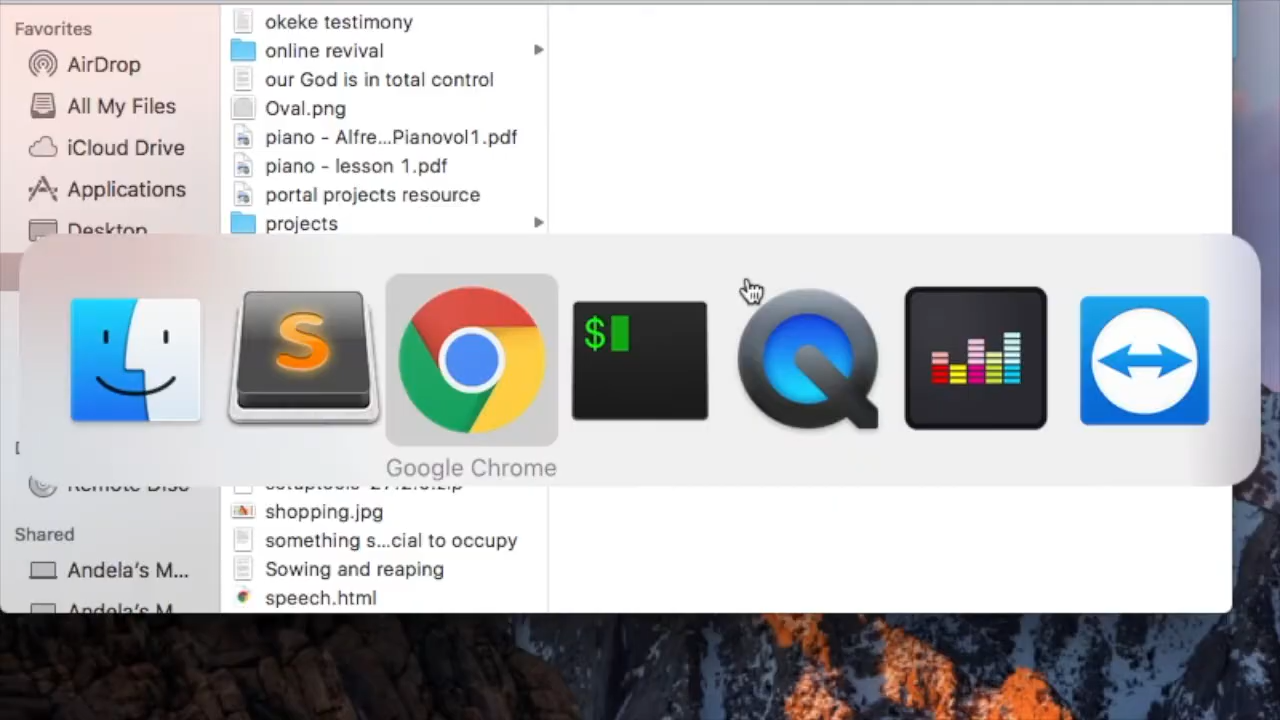 Favorites
AirDrop
All My Files
iCloud Drive
Applications
Desktop
okeke testimony
online revival
our God is in total control
Oval.png
piano - Alfre...Pianovol1.pdf
piano - lesson 1.pdf
portal projects resource
projects
S
$
Google Chrome
Remote Disc
Shared
Andela's M...
Andela's M
shopping.jpg
something s...cial to occupy
Sowing and reaping
speech.html